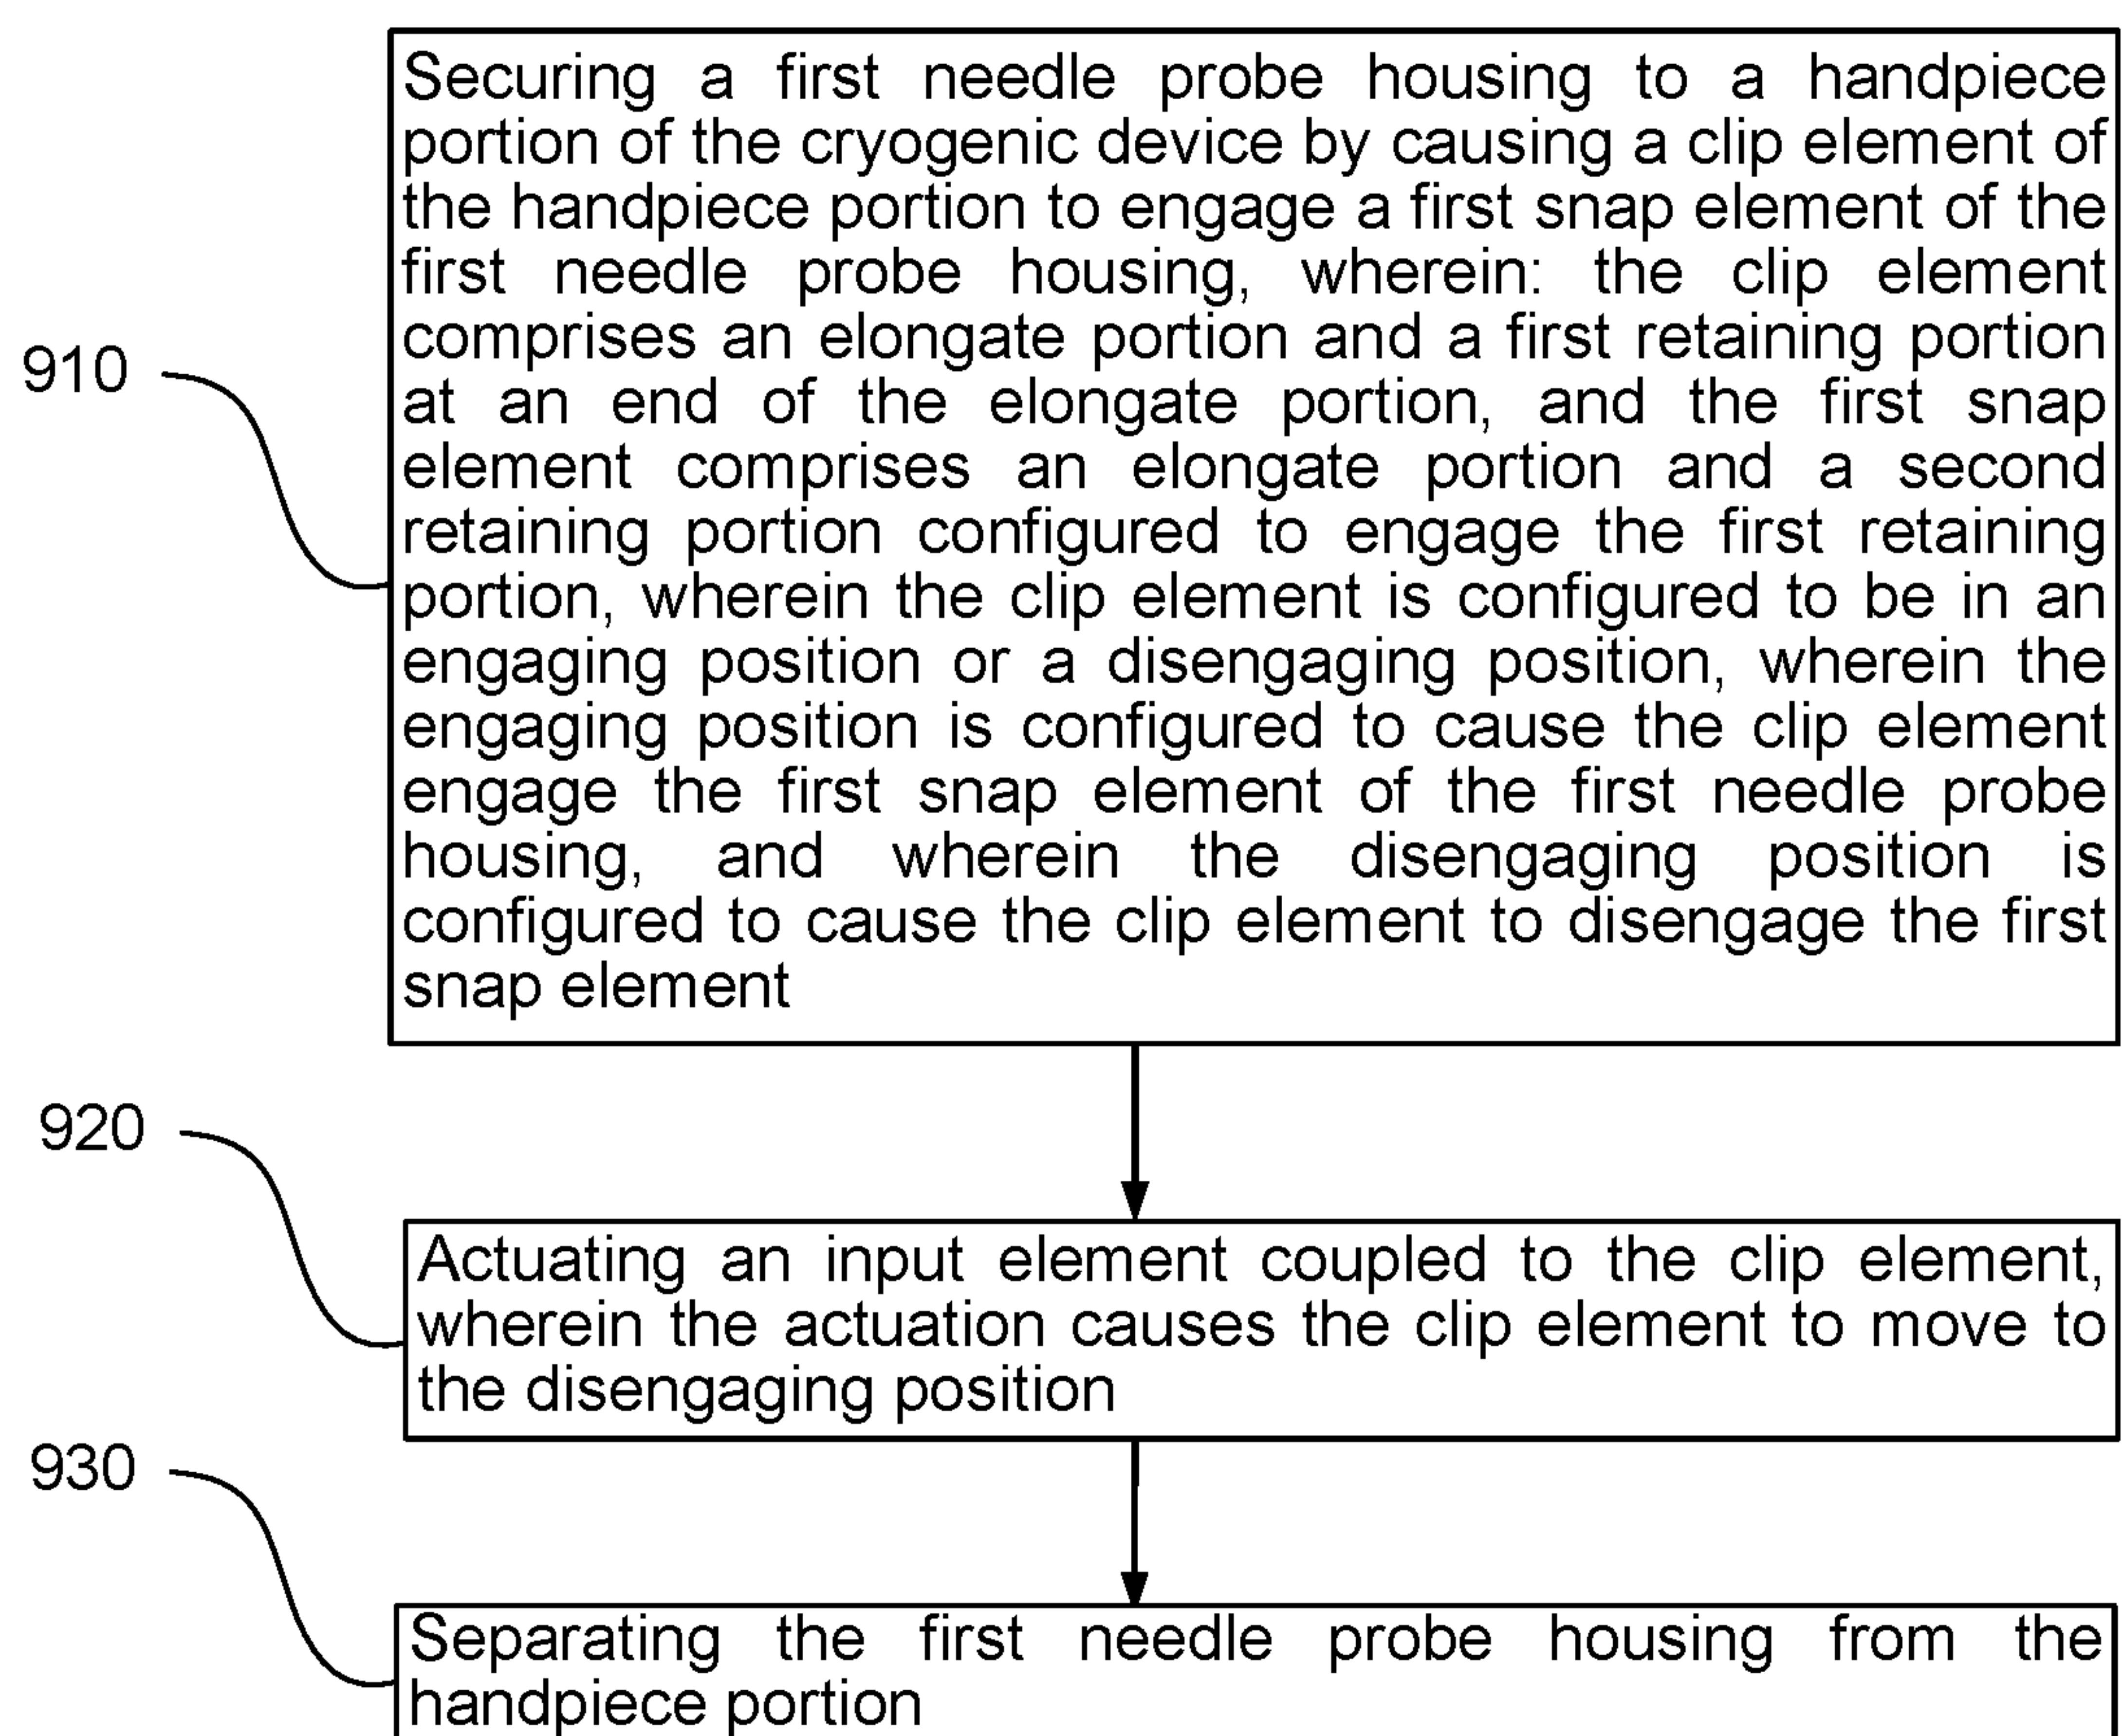 Securing a first needle probe housing to a handpiece
portion of the cryogenic device by causing a clip element of
the handpiece portion to engage a first snap element of the
first needle probe housing, wherein: the clip element
comprises an elongate portion and a first retaining portion
at an end of the elongate portion, and the first snap
element comprises an elongate portion and a second
retaining portion configured to engage the first retaining
portion, wherein the clip element is configured to be in an
engaging position or a disengaging position, wherein the
engaging position is configured to cause the clip element
engage the first snap element of the first needle probe
housing, and wherein the disengaging position is
configured to cause the clip element to disengage the first
snap element
910
920
Actuating an input element coupled to the clip element,
wherein the actuation causes the clip element to move to
the disengaging position
930
Separating the first needle probe housing from the
handpiece portion